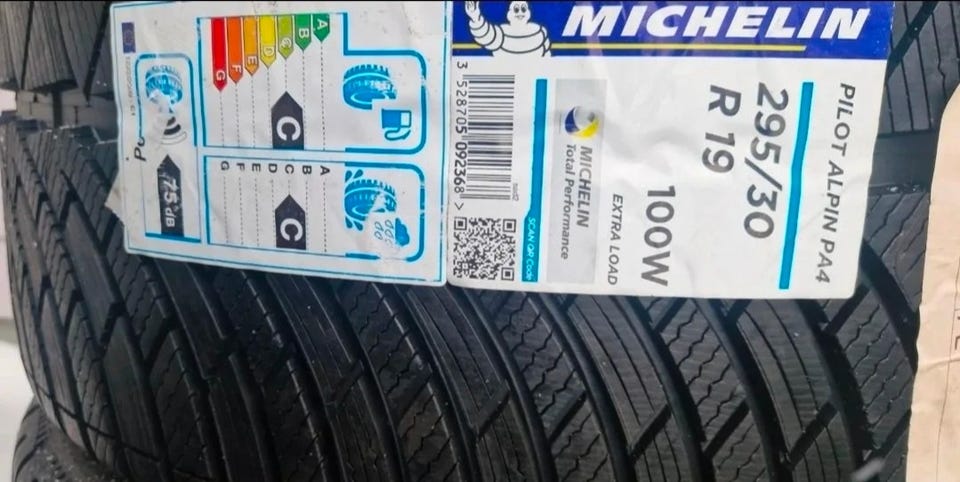 MICHELIN
PILOT ALPIN PA4
295/30
R 19
100W
EXTRA LOAD
MICHELIN
Total Performance
SCAN QR Code
3 528705 092368 >
A
B
C
D
E
F
G
C
A
B
C
D
E
F
G
C
75 dB